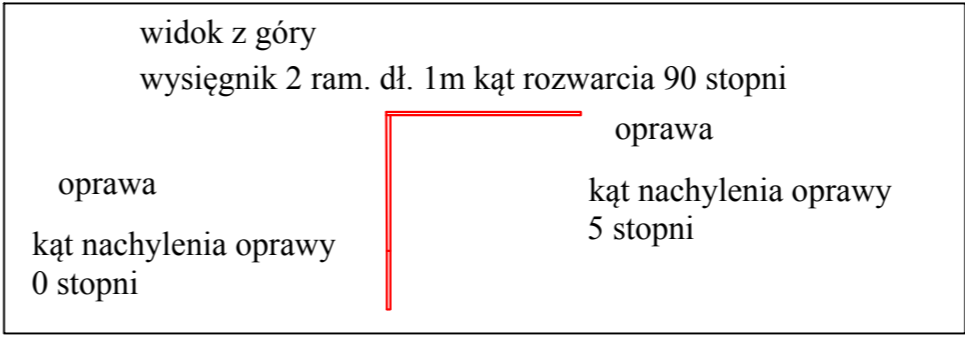 widok z góry
wysięgnik 2 ram. dł. 1m kąt rozwarcia 90 stopni
oprawa
kąt nachylenia oprawy
0 stopni
oprawa
kąt nachylenia oprawy
5 stopni